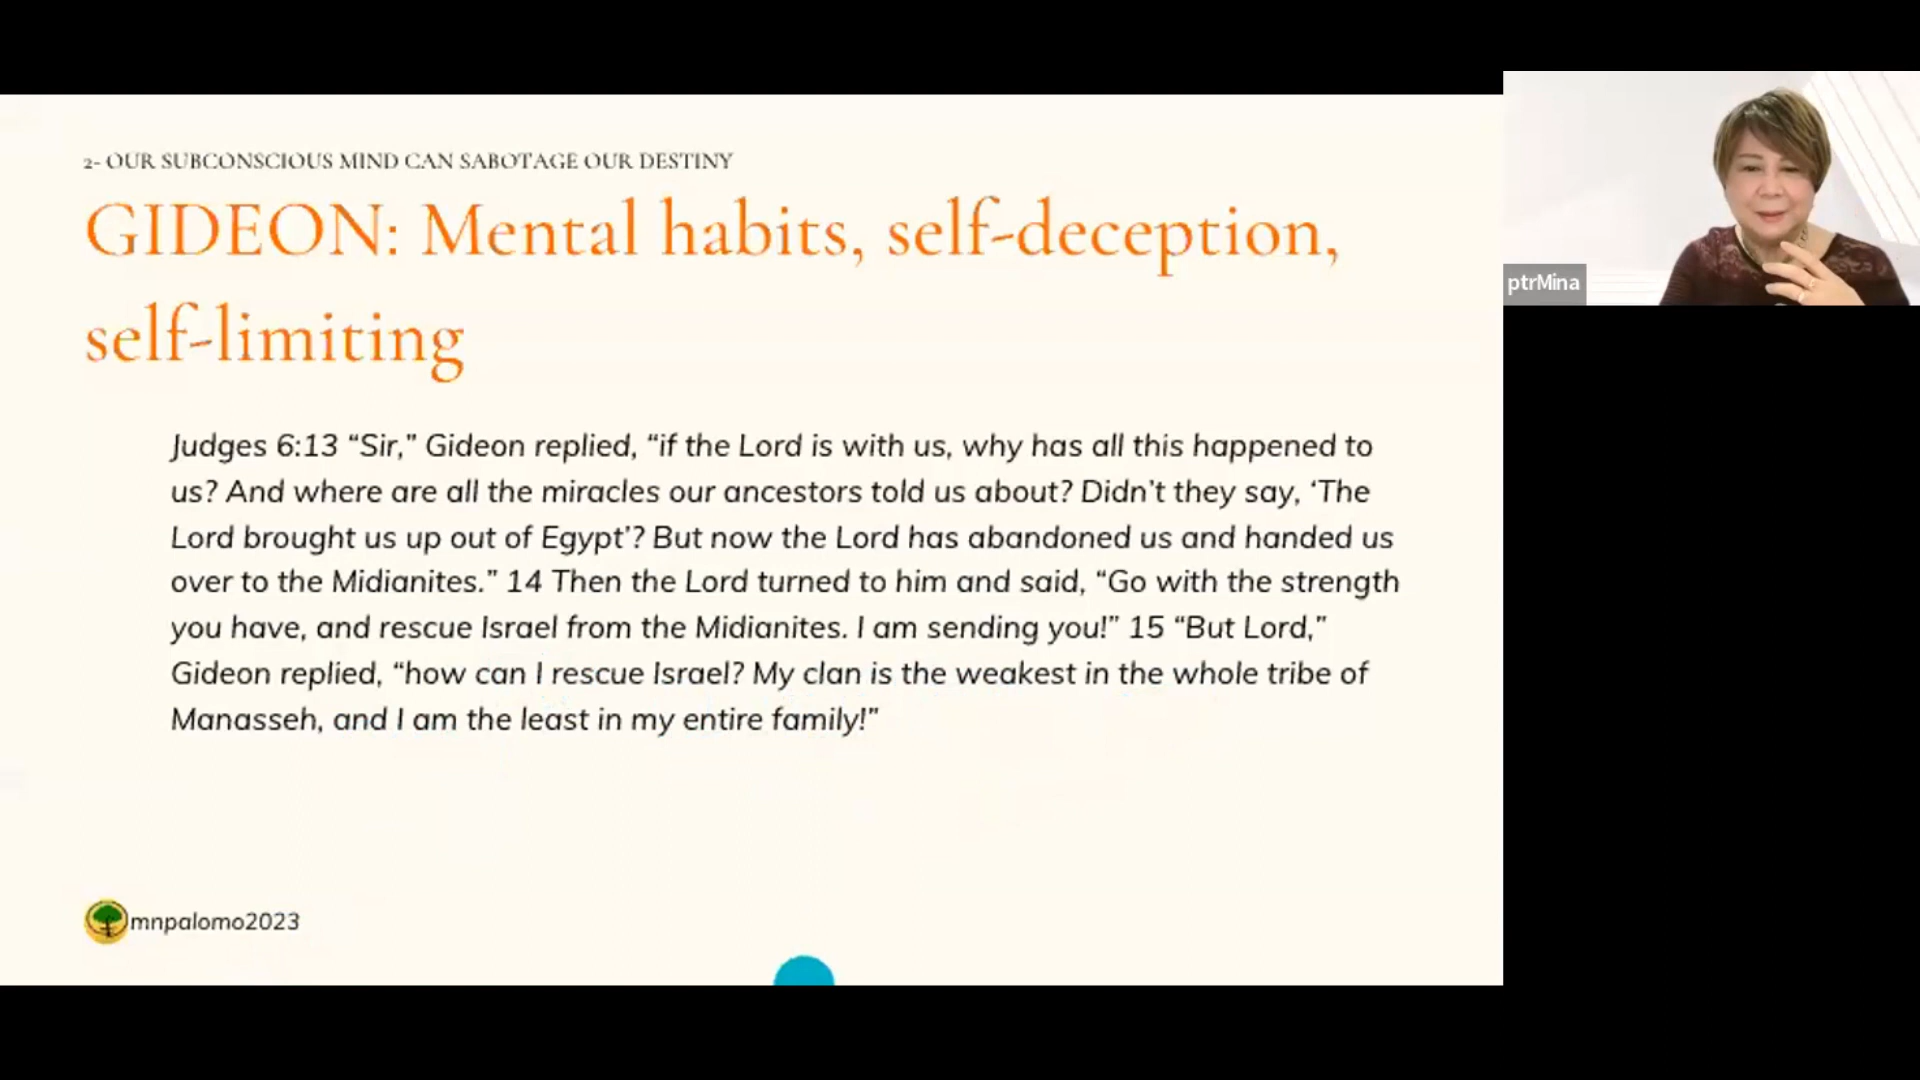 2- OUR SUBCONSCIOUS MIND CAN SABOTAGE OUR DESTINY
GIDEON: Mental habits, self-deception,
self-limiting
Judges 6:13 “Sir,” Gideon replied, “if the Lord is with us, why has all this happened to
us? And where are all the miracles our ancestors told us about? Didn’t they say, ‘The
Lord brought us up out of Egypt’? But now the Lord has abandoned us and handed us
over to the Midianites.” 14 Then the Lord turned to him and said, “Go with the strength
you have, and rescue Israel from the Midianites. I am sending you!” 15 “But Lord,”
Gideon replied, “how can I rescue Israel? My clan is the weakest in the whole tribe of
Manasseh, and I am the least in my entire family!”
mnpalomo2023
ptrMina